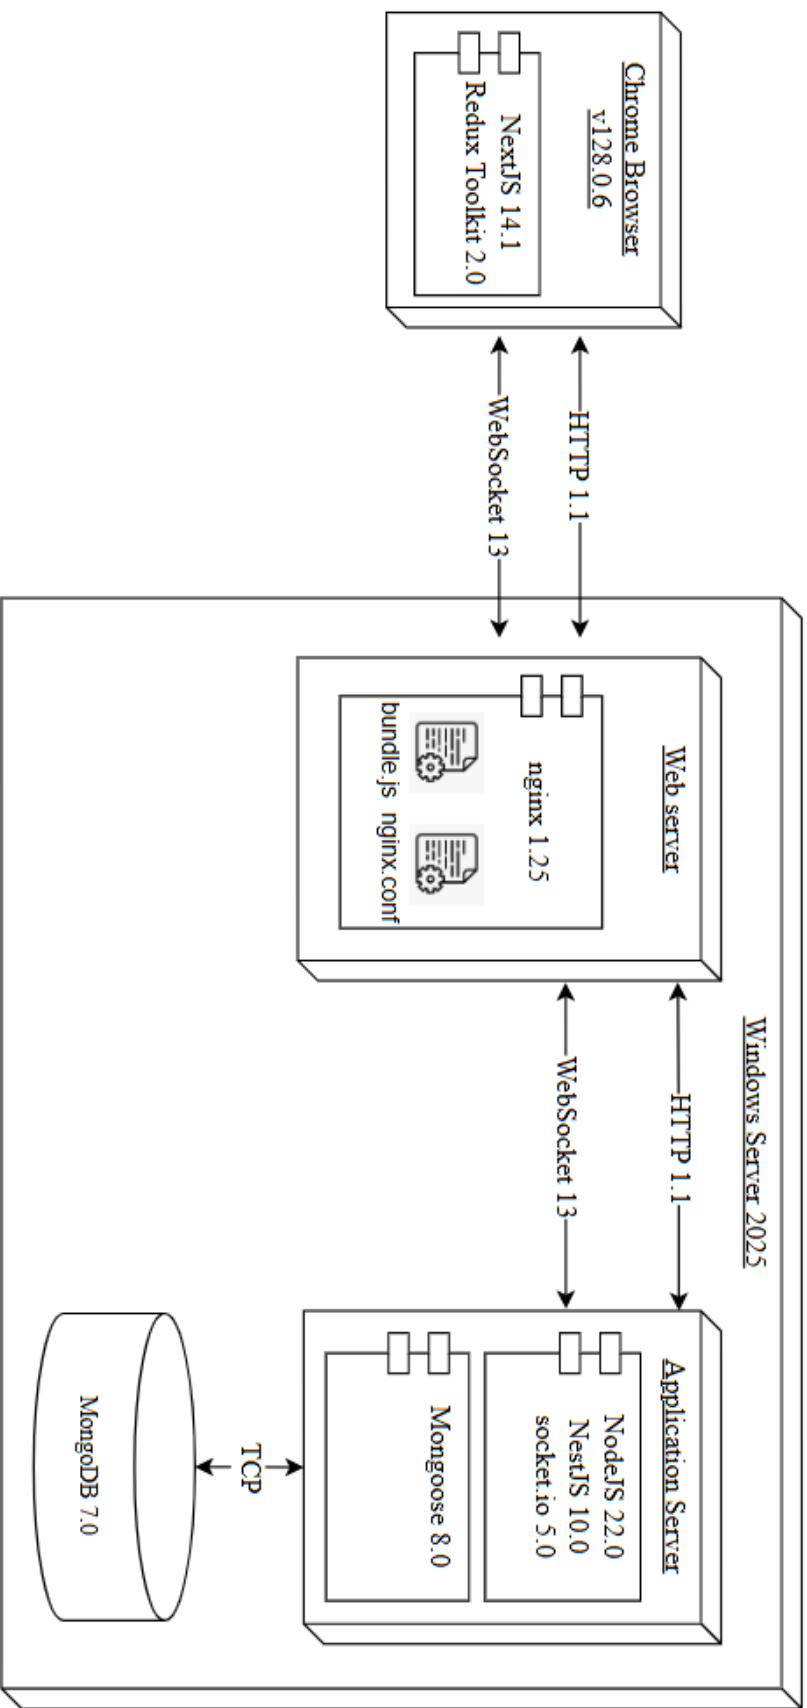 Chrome Browser
v128.0.6
NextJS 14.1
Redux Toolkit 2.0
HTTP 1.1
WebSocket 13
Windows Server 2025
Web server
nginx 1.25
bundle.js nginx.conf
HTTP 1.1
WebSocket 13
Application Server
NodeJS 22.0
NestJS 10.0
socket.io 5.0
Mongoose 8.0
TCP
MongoDB 7.0